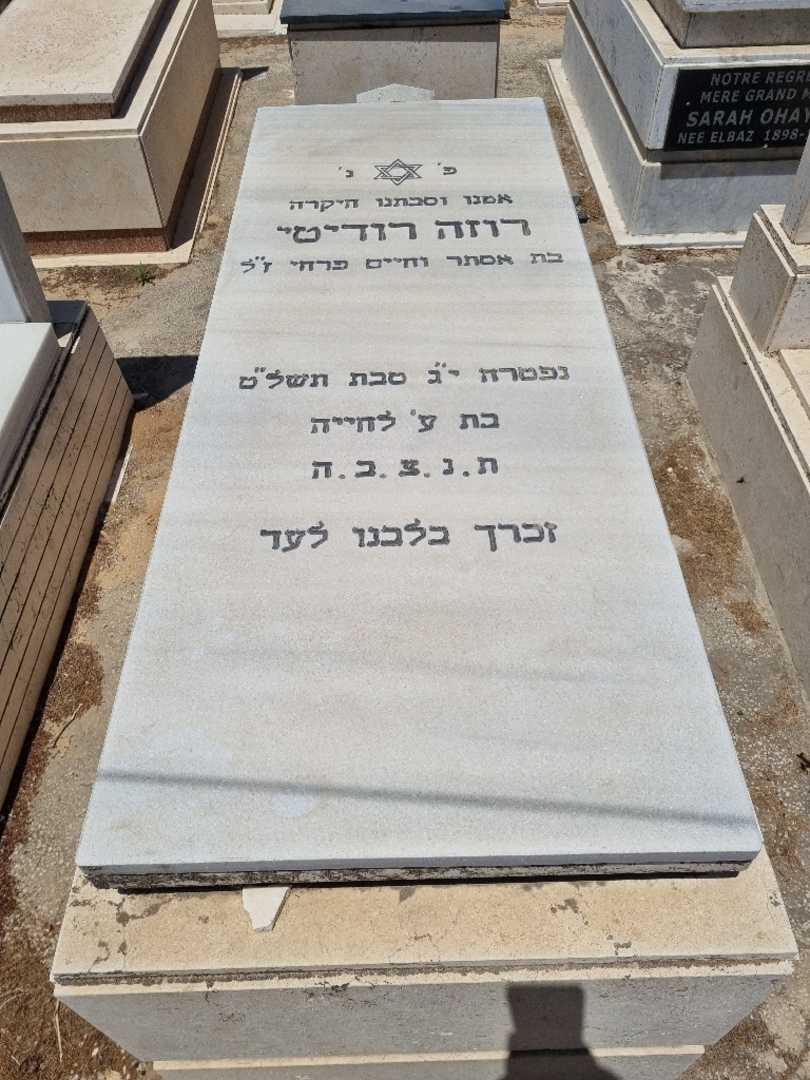 פ' נ'
אמנו וסבתנו היקרה
רוזה רודיטי
בת אסתר וחיים פרחי ז"ל
נפטרה י"ג טבת תשל"ט
בת ע' לחייה
ת.נ.צ.ב.ה
זכרך בלבנו לעד
NOTRE REGRE
MERE GRAND M
SARAH OHAY
NEE ELBAZ 1898-